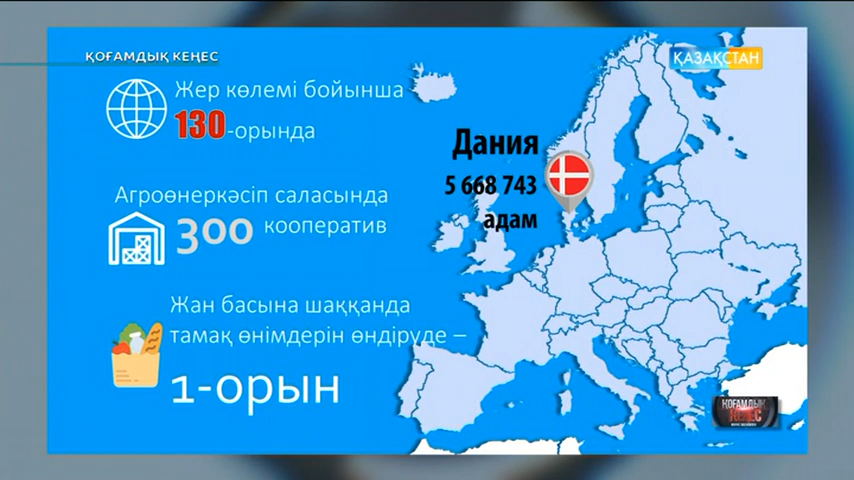 ҚОҒАМДЫҚ КЕҢЕС
ҚАЗАҚСТАН
Жер көлемі бойынша
130-орында
Дания
5 668 743
адам
Агроөнеркәсіп саласында
300 кооператив
Жан басына шаққанда
тамақ өнімдерін өндіруде –
1-орын
ҚОҒАМДЫҚ
КЕҢЕС